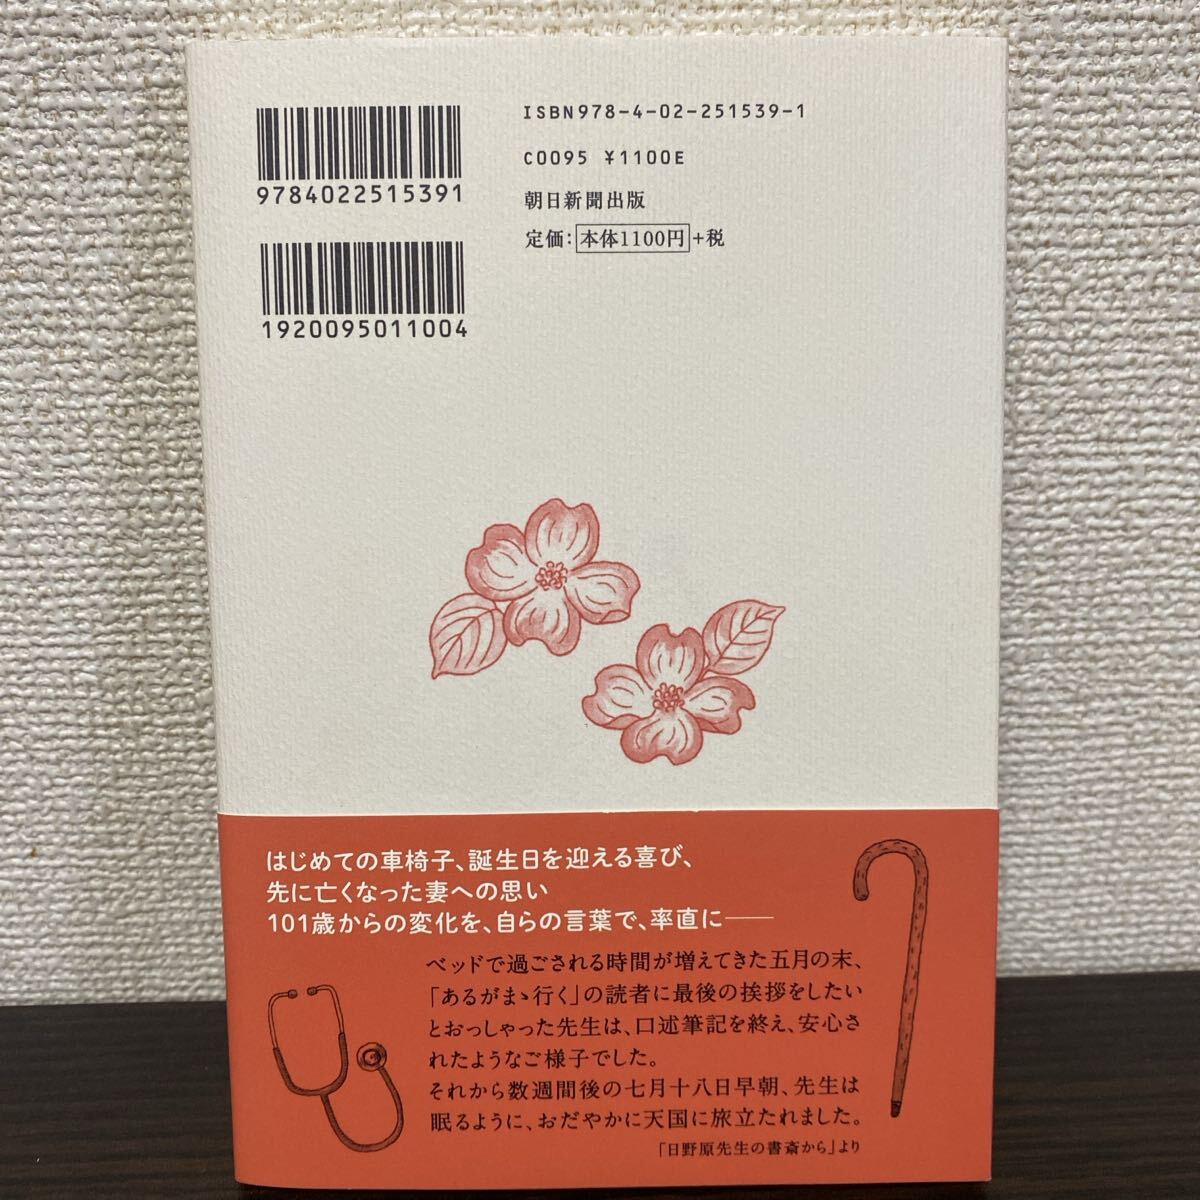 ISBN978-4-02-251539-1
C0095 ¥1100E
朝日新聞出版
定価：本体1100円+税
9784022515391
1920095011004
はじめての車椅子、誕生日を迎える喜び、
先に亡くなった妻への思い
101歳からの変化を、自らの言葉で、率直に――
ベッドで過ごされる時間が増えてきた五月の末、
「あるがまゝ行く」の読者に最後の挨拶をしたい
とおっしゃった先生は、口述筆記を終え、安心さ
れたようなご様子でした。
それから数週間後の七月十八日早朝、先生は
眠るように、おだやかに天国に旅立たれました。
「日野原先生の書斎から」より